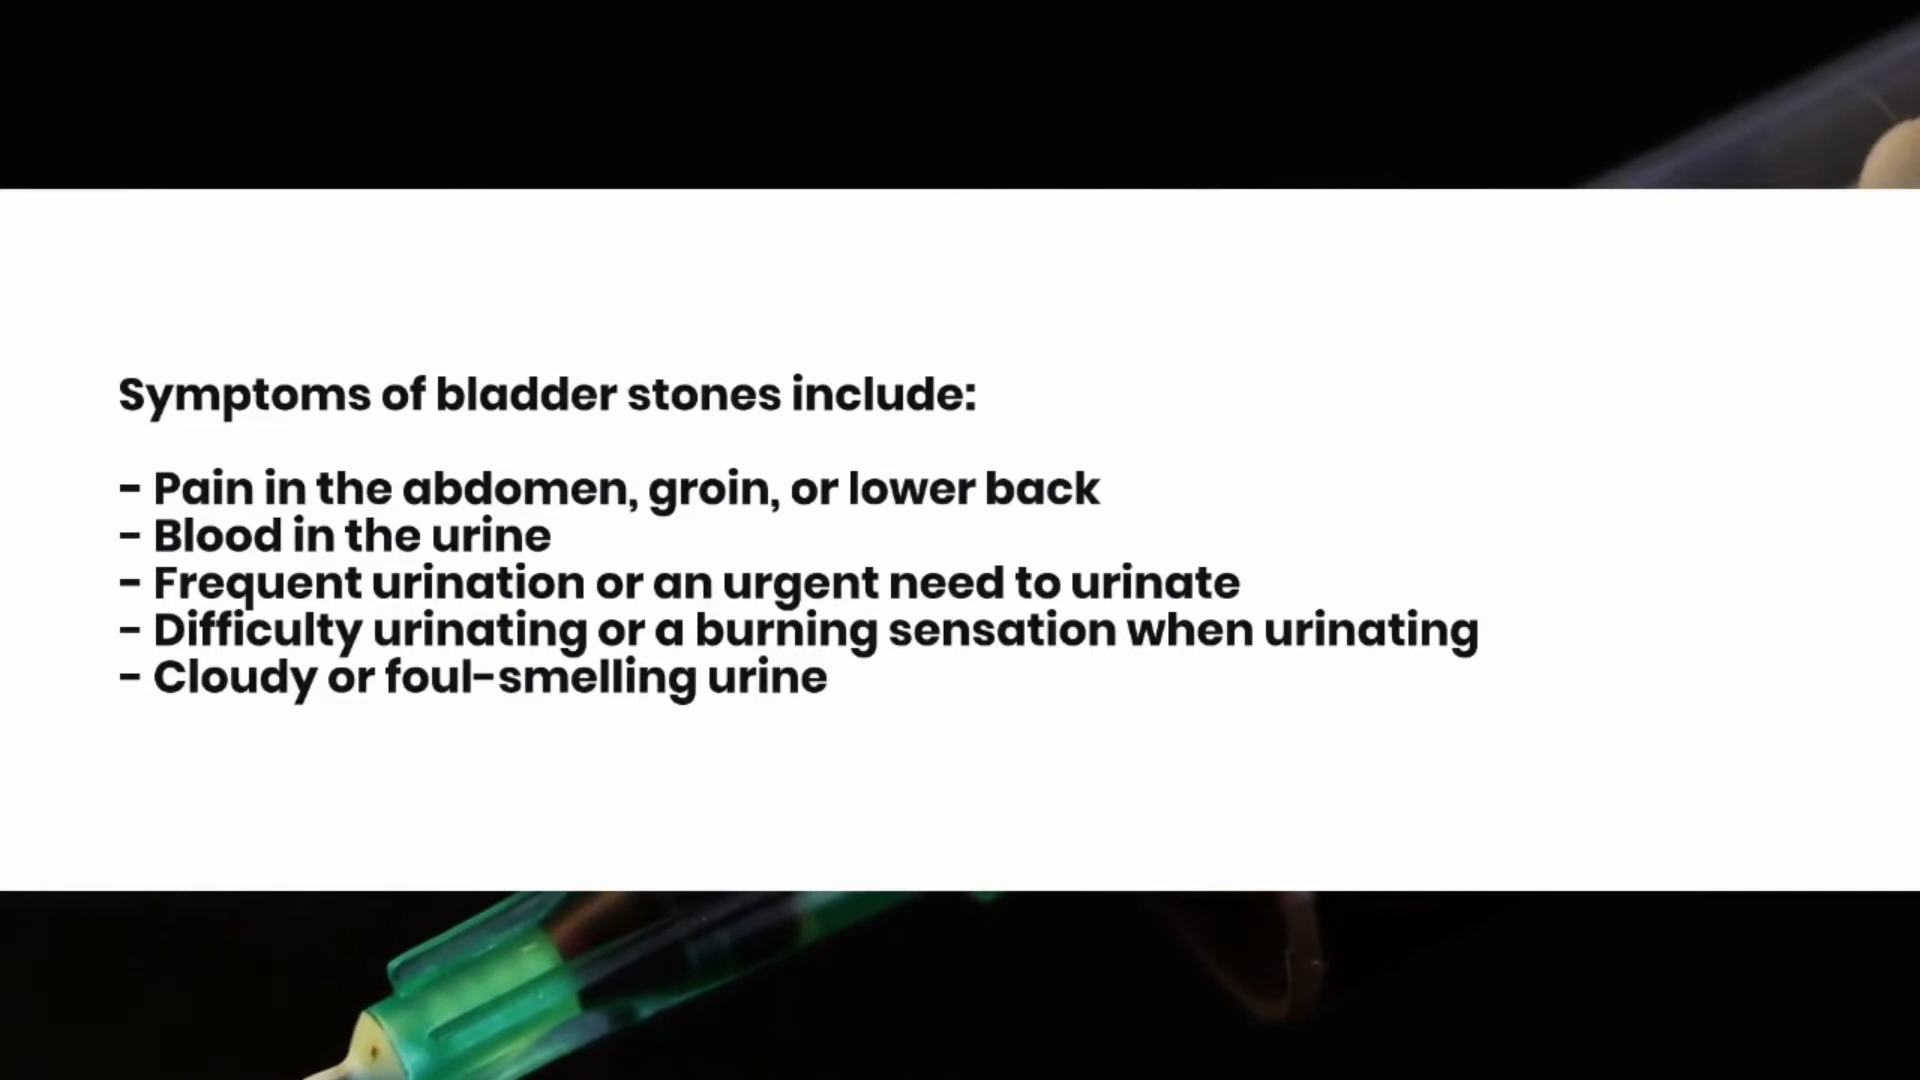 Symptoms of bladder stones include:
- Pain in the abdomen, groin, or lower back
- Blood in the urine
- Frequent urination or an urgent need to urinate
- Difficulty urinating or a burning sensation when urinating
- Cloudy or foul-smelling urine